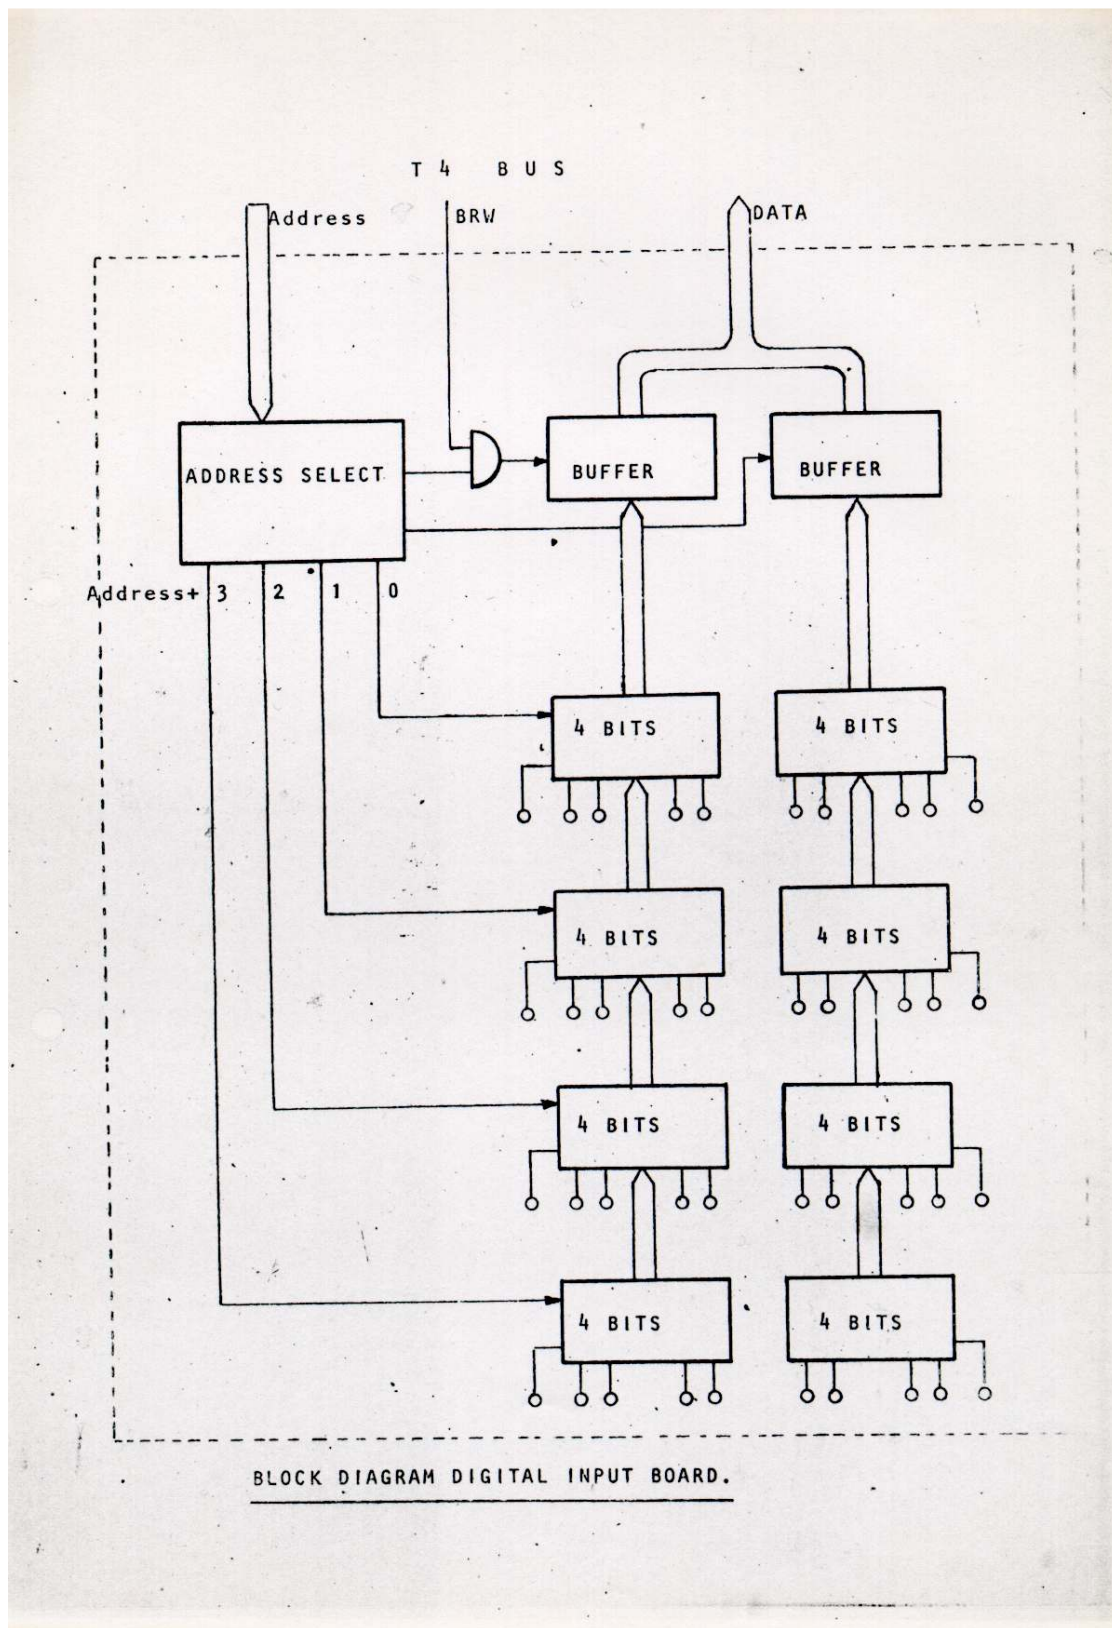 T 4 BUS
Address BRW DATA
ADDRESS SELECT BUFFER BUFFER
Address+ 3 2 1 0
4 BITS 4 BITS
4 BITS 4 BITS
4 BITS 4 BITS
4 BITS 4 BITS
BLOCK DIAGRAM DIGITAL INPUT BOARD.